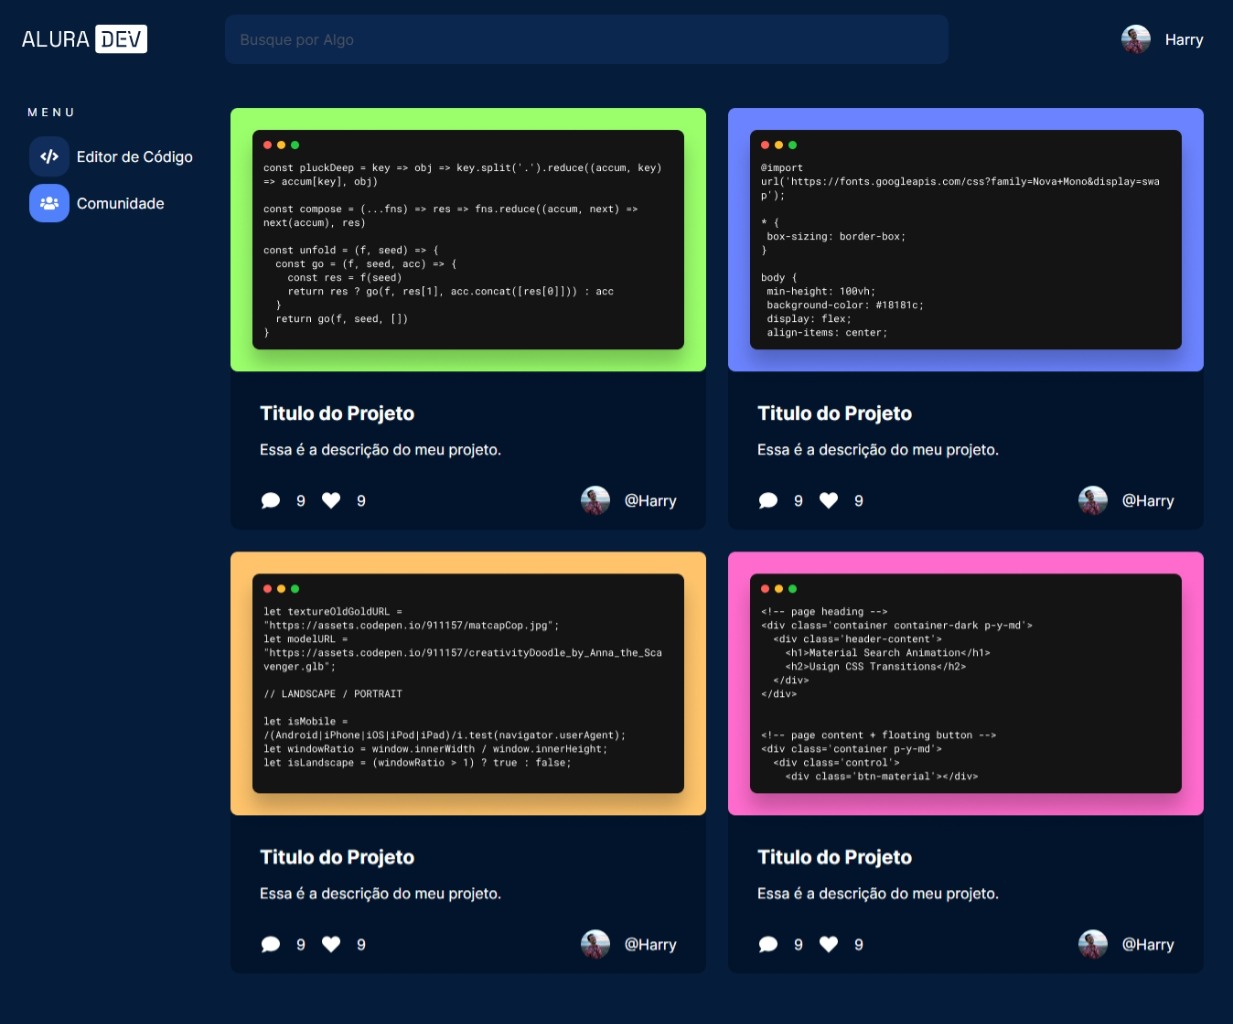 ALURA DEV
Busque por Algo
Harry
MENU
Editor de Código
Comunidade
const pluckDeep = key => obj => key.split('.').reduce((accum, key)
=> accum[key], obj)
const compose = (...fns) => res => fns.reduce((accum, next) =>
next(accum), res)
const unfold = (f, seed) => {
const go = (f, seed, acc) => {
const res = f(seed)
return res ? go(f, res[1], acc.concat([res[0]])) : acc
}
return go(f, seed, [])
}
Titulo do Projeto
Essa é a descrição do meu projeto.
9 9 @Harry
@import
url('https://fonts.googleapis.com/css?family=Nova+Mono&display=swa
p');
* {
box-sizing: border-box;
}
body {
min-height: 100vh;
background-color: #18181c;
display: flex;
align-items: center;
Titulo do Projeto
Essa é a descrição do meu projeto.
9 9 @Harry
let textureOldGoldURL =
"https://assets.codepen.io/911157/matcapCop.jpg";
let modelURL =
"https://assets.codepen.io/911157/creativityDoodle_by_Anna_the_Sca
venger.glb";
// LANDSCAPE / PORTRAIT
let isMobile =
/(Android|iPhone|iOS|iPod|iPad)/i.test(navigator.userAgent);
let windowRatio = window.innerWidth / window.innerHeight;
let isLandscape = (windowRatio > 1) ? true : false;
Titulo do Projeto
Essa é a descrição do meu projeto.
9 9 @Harry
<!-- page heading -->
<div class='container container-dark p-y-md'>
<div class='header-content'>
<h1>Material Search Animation</h1>
<h2>Usign CSS Transitions</h2>
</div>
</div>
<!-- page content + floating button -->
<div class='container p-y-md'>
<div class='control'>
<div class='btn-material'></div>
Titulo do Projeto
Essa é a descrição do meu projeto.
9 9 @Harry